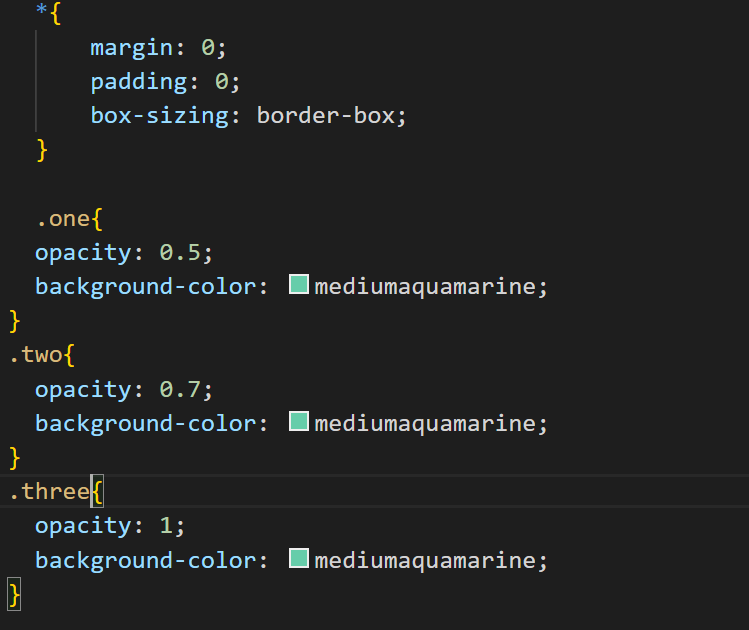 *{
margin: 0;
padding: 0;
box-sizing: border-box;
}
.one{
opacity: 0.5;
background-color: mediumaquamarine;
}
.two{
opacity: 0.7;
background-color: mediumaquamarine;
}
.three{
opacity: 1;
background-color: mediumaquamarine;
}